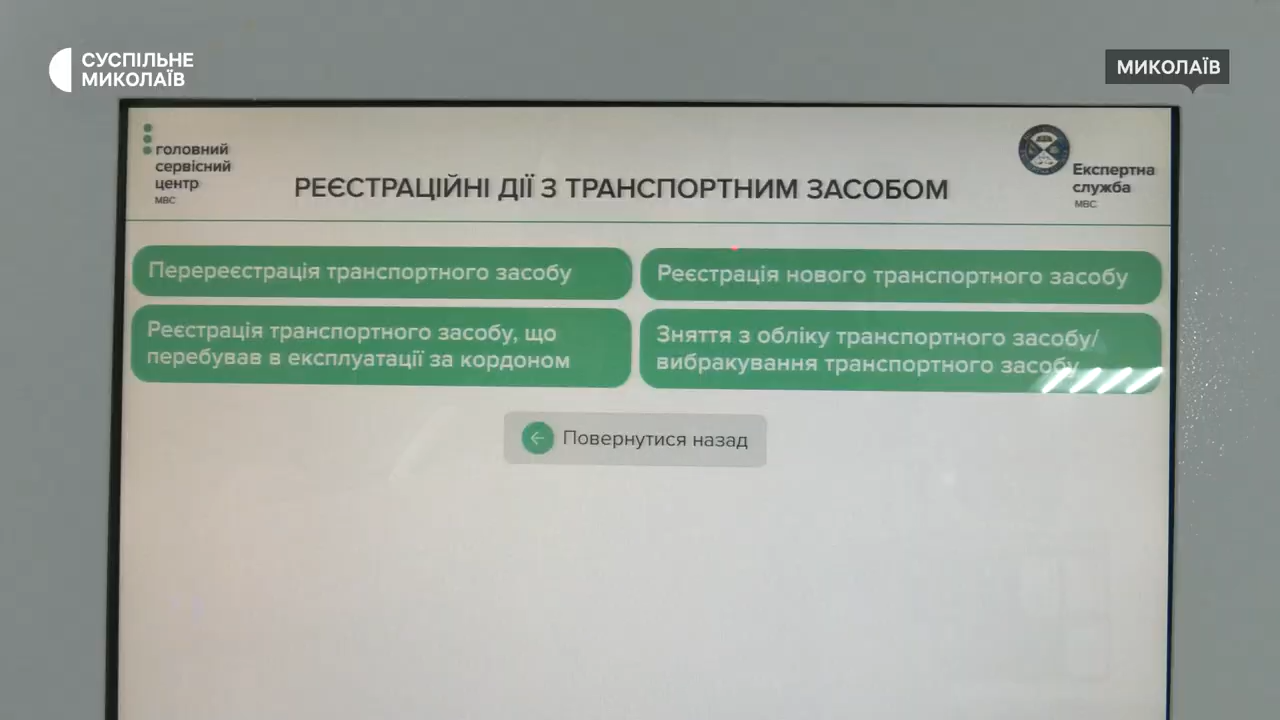 СУСПІЛЬНЕ
МИКОЛАЇВ
МИКОЛАЇВ
головний
сервісний
центр
МВС
РЕЄСТРАЦІЙНІ ДІЇ З ТРАНСПОРТНИМ ЗАСОБОМ
Експертна
служба
МВС
Перереєстрація транспортного засобу
Реєстрація нового транспортного засобу
Реєстрація транспортного засобу, що
перебував в експлуатації за кордоном
Зняття з обліку транспортного засобу/
вибракування транспортного засобу
Повернутися назад